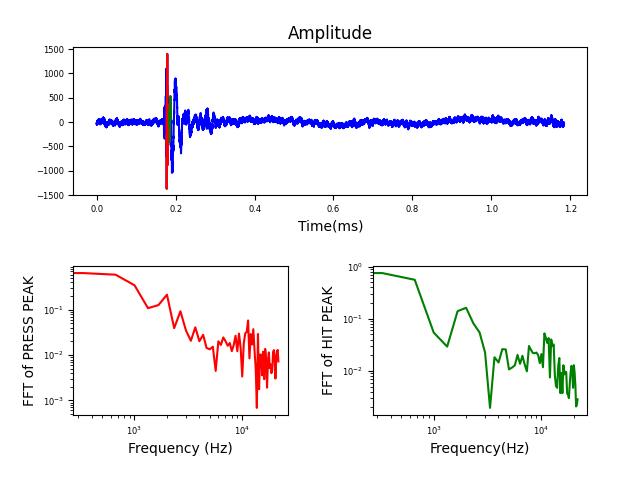 Amplitude
1500
1000
500
0
−500
−1000
−1500
0.0 0.2 0.4 0.6 0.8 1.0 1.2
Time(ms)
FFT of PRESS PEAK
10⁻¹
10⁻²
10⁻³
10³ 10⁴
Frequency (Hz)
FFT of HIT PEAK
10⁰
10⁻¹
10⁻²
10³ 10⁴
Frequency(Hz)